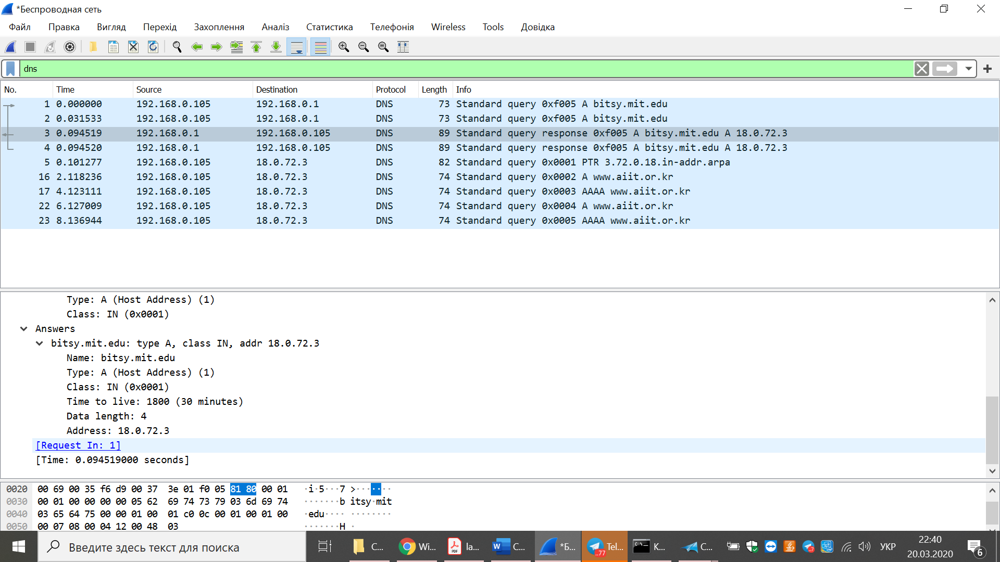 *Беспроводная сеть
Файл Правка Вигляд Перехід Захоплення Аналіз Статистика Телефонія Wireless Tools Довідка
dns
No. Time Source Destination Protocol Length Info
1 0.000000 192.168.0.105 192.168.0.1 DNS 73 Standard query 0xf005 A bitsy.mit.edu
2 0.031533 192.168.0.105 192.168.0.1 DNS 73 Standard query 0xf005 A bitsy.mit.edu
3 0.094519 192.168.0.1 192.168.0.105 DNS 89 Standard query response 0xf005 A bitsy.mit.edu A 18.0.72.3
4 0.094520 192.168.0.1 192.168.0.105 DNS 89 Standard query response 0xf005 A bitsy.mit.edu A 18.0.72.3
5 0.101277 192.168.0.105 18.0.72.3 DNS 82 Standard query 0x0001 PTR 3.72.0.18.in-addr.arpa
16 2.118236 192.168.0.105 18.0.72.3 DNS 74 Standard query 0x0002 A www.aiit.or.kr
17 4.123111 192.168.0.105 18.0.72.3 DNS 74 Standard query 0x0003 AAAA www.aiit.or.kr
22 6.127009 192.168.0.105 18.0.72.3 DNS 74 Standard query 0x0004 A www.aiit.or.kr
23 8.136944 192.168.0.105 18.0.72.3 DNS 74 Standard query 0x0005 AAAA www.aiit.or.kr
Type: A (Host Address) (1)
Class: IN (0x0001)
Answers
bitsy.mit.edu: type A, class IN, addr 18.0.72.3
Name: bitsy.mit.edu
Type: A (Host Address) (1)
Class: IN (0x0001)
Time to live: 1800 (30 minutes)
Data length: 4
Address: 18.0.72.3
[Request In: 1]
[Time: 0.094519000 seconds]
0020 00 69 00 35 f6 d9 00 37 3e 01 f0 05 81 80 00 01 ·i·5···7 >·······
0030 00 01 00 00 00 00 05 62 69 74 73 79 03 6d 69 74 ·······b itsy·mit
0040 03 65 64 75 00 00 01 00 01 c0 0c 00 01 00 01 00 ·edu···· ········
0050 00 07 08 00 04 12 00 48 03 ·······H ·
Введите здесь текст для поиска
С... Wi... la... С... *Б... Tel... К... С... УКР
..77
22:40
20.03.2020
6